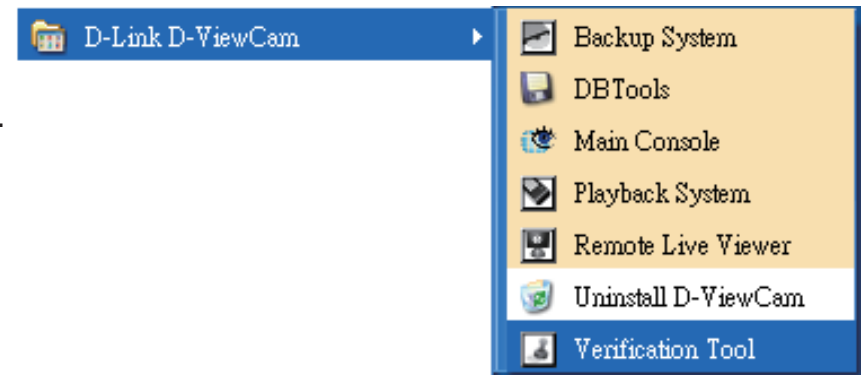 D-Link D-ViewCam
Backup System
DBTools
Main Console
Playback System
Remote Live Viewer
Uninstall D-ViewCam
Verification Tool